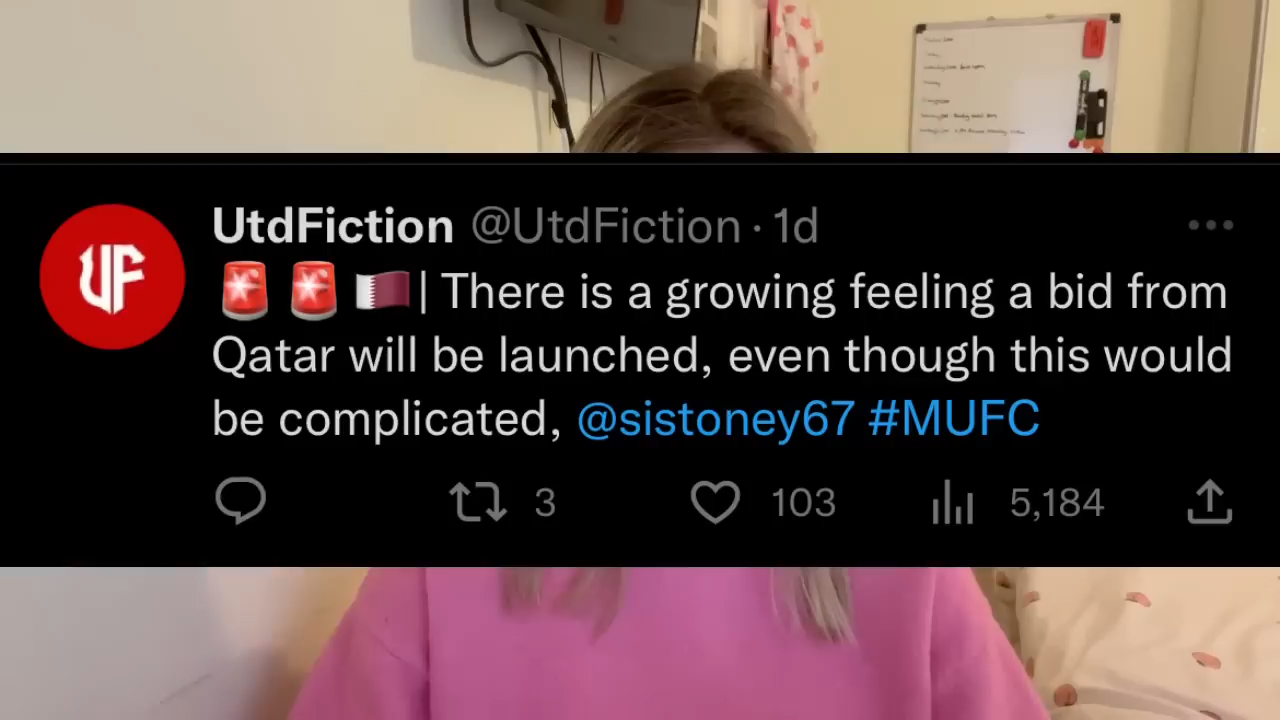 UtdFiction @UtdFiction · 1d
🚨 🚨 🇶🇦| There is a growing feeling a bid from
Qatar will be launched, even though this would
be complicated, @sistoney67 #MUFC
3 103 5,184
UF